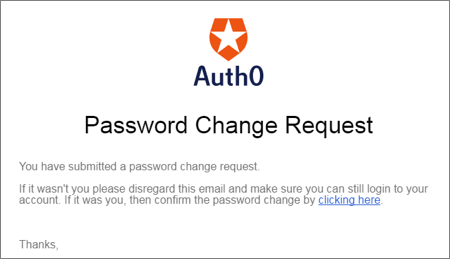 Auth0
Password Change Request
You have submitted a password change request.
If it wasn't you please disregard this email and make sure you can still login to your
account. If it was you, then confirm the password change by clicking here.
Thanks,